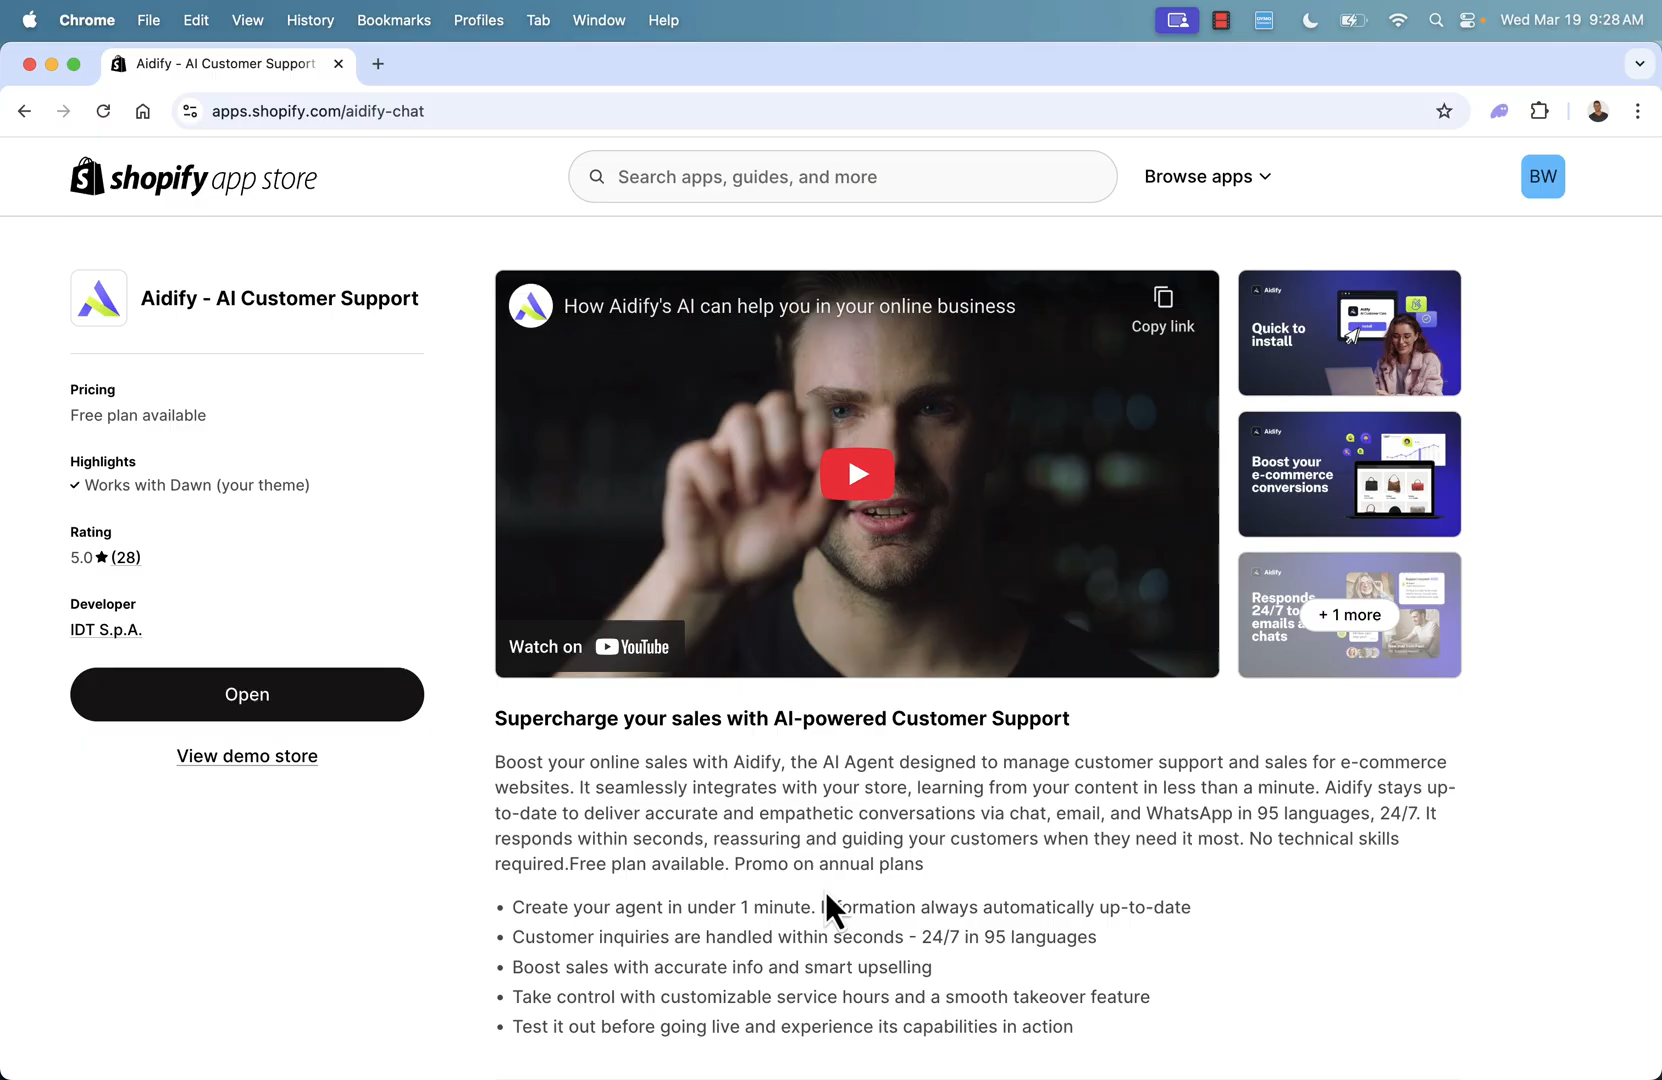 Chrome File Edit View History Bookmarks Profiles Tab Window Help
Wed Mar 19 9:28 AM
Aidify - AI Customer Support
apps.shopify.com/aidify-chat
shopify app store
Search apps, guides, and more
Browse apps
BW
Aidify - AI Customer Support
Pricing
Free plan available
Highlights
Works with Dawn (your theme)
Rating
5.0 ★ (28)
Developer
IDT S.p.A.
Open
View demo store
How Aidify's AI can help you in your online business
Copy link
Watch on YouTube
Aidify
Quick to
install
Aidify
Boost your
e-commerce
conversions
Aidify
Responds
24/7 to
emails
chats
+ 1 more
Supercharge your sales with AI-powered Customer Support
Boost your online sales with Aidify, the AI Agent designed to manage customer support and sales for e-commerce
websites. It seamlessly integrates with your store, learning from your content in less than a minute. Aidify stays up-
to-date to deliver accurate and empathetic conversations via chat, email, and WhatsApp in 95 languages, 24/7. It
responds within seconds, reassuring and guiding your customers when they need it most. No technical skills
required.Free plan available. Promo on annual plans
• Create your agent in under 1 minute. Information always automatically up-to-date
• Customer inquiries are handled within seconds - 24/7 in 95 languages
• Boost sales with accurate info and smart upselling
• Take control with customizable service hours and a smooth takeover feature
• Test it out before going live and experience its capabilities in action